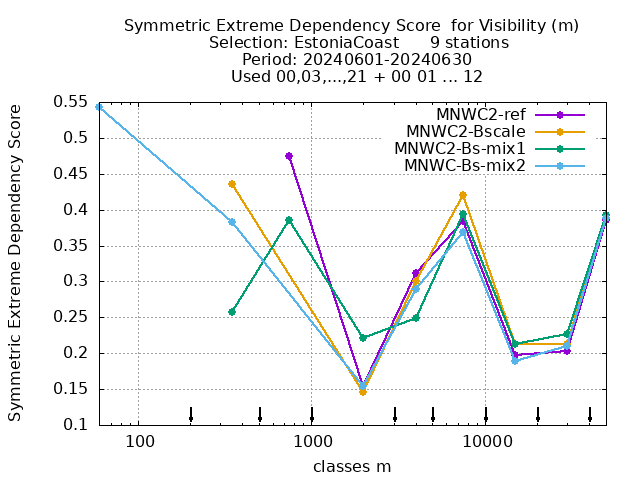 Symmetric Extreme Dependency Score  for Visibility (m)
Selection: EstoniaCoast      9 stations
Period: 20240601-20240630
Used 00,03,...,21 + 00 01 ... 12
Symmetric Extreme Dependency Score
0.55
0.5
0.45
0.4
0.35
0.3
0.25
0.2
0.15
0.1
MNWC2-ref
MNWC2-Bscale
MNWC2-Bs-mix1
MNWC-Bs-mix2
100 1000 10000
classes m